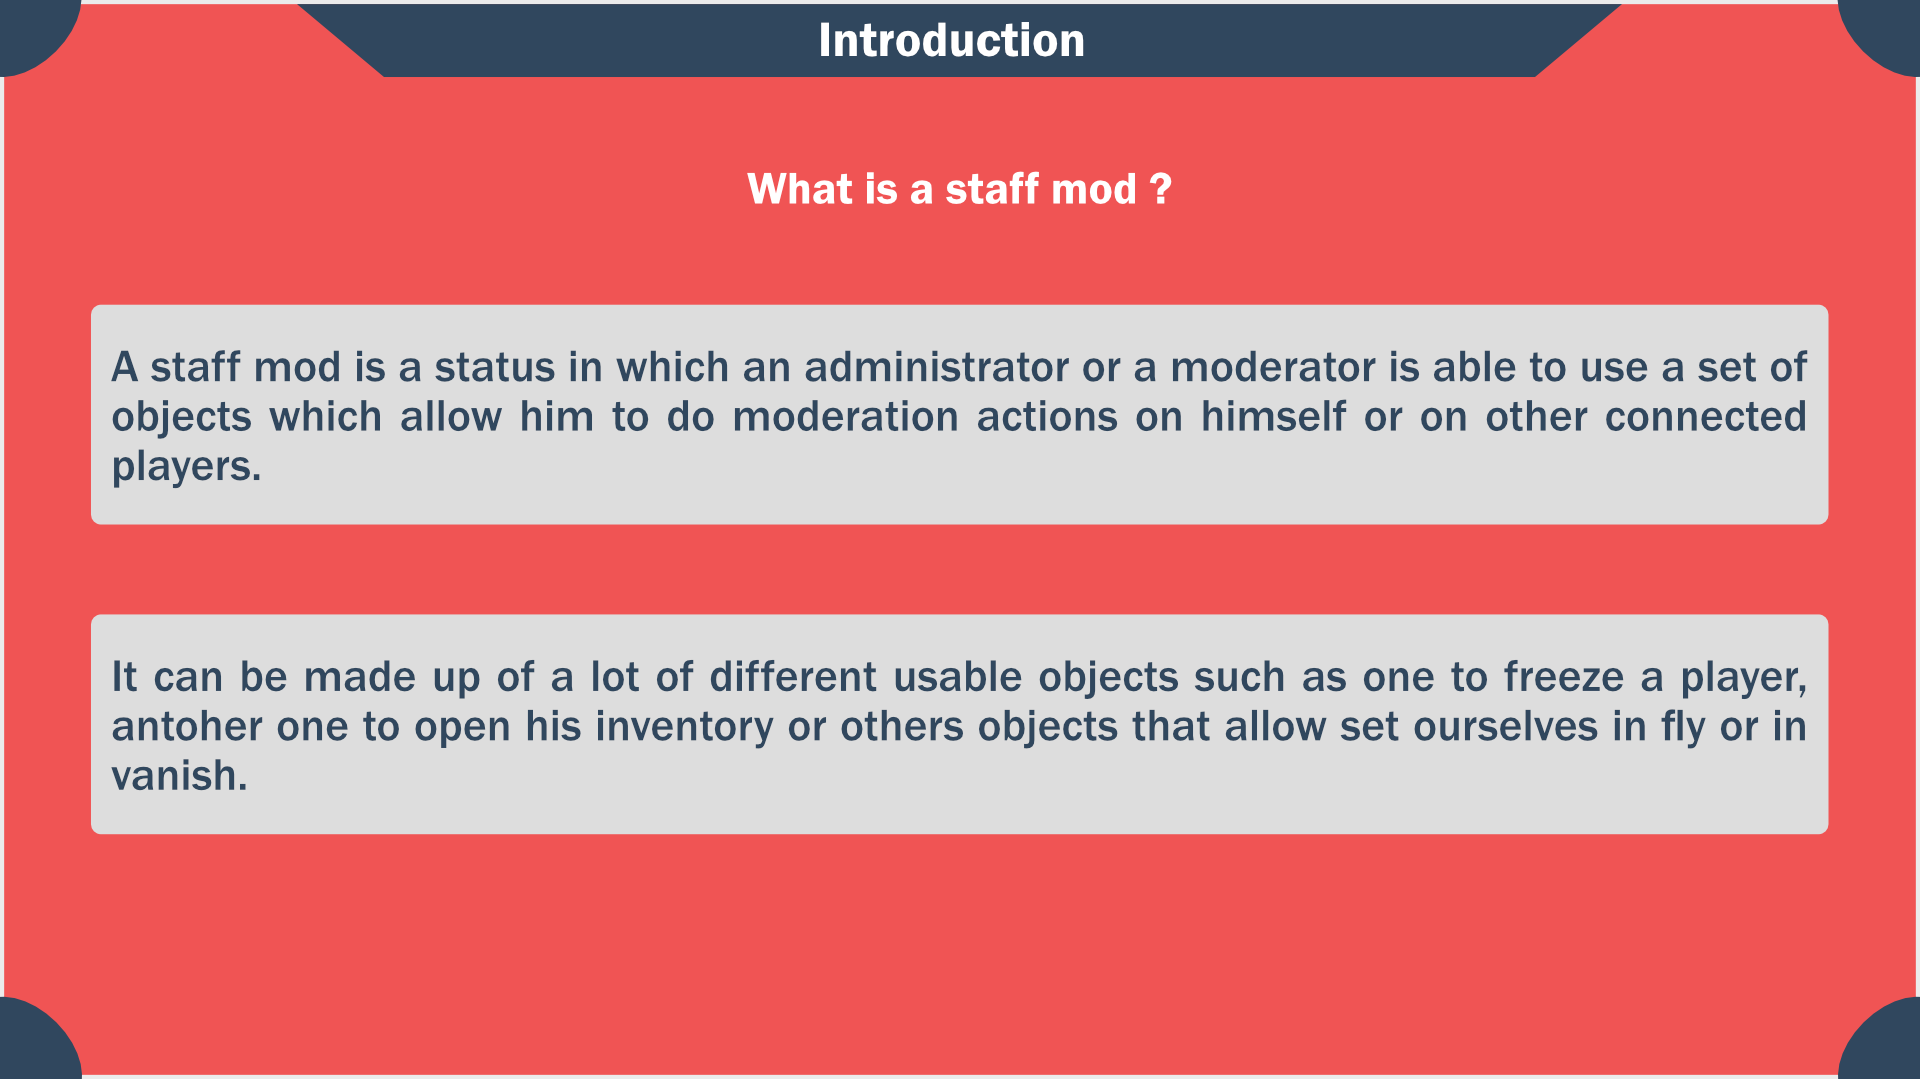 Introduction
What is a staff mod ?
A staff mod is a status in which an administrator or a moderator is able to use a set of
objects which allow him to do moderation actions on himself or on other connected
players.
It can be made up of a lot of different usable objects such as one to freeze a player,
antoher one to open his inventory or others objects that allow set ourselves in fly or in
vanish.